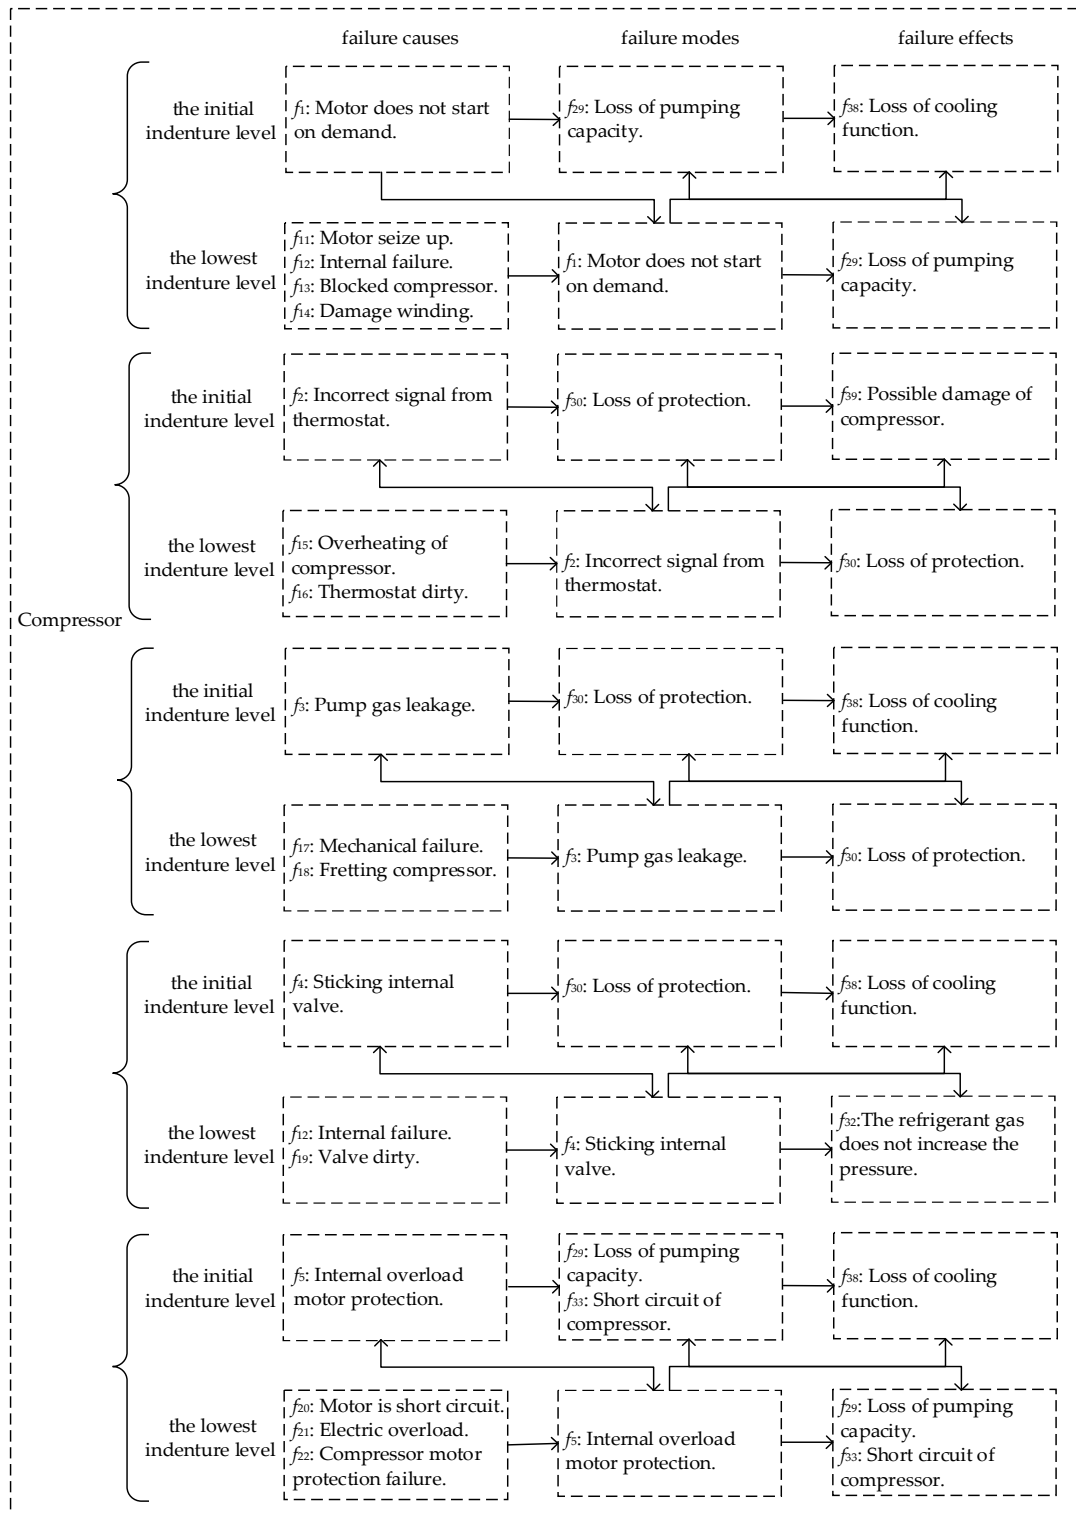 failure causes
failure modes
failure effects
the initial
indenture level
f1: Motor does not start
on demand.
f29: Loss of pumping
capacity.
f38: Loss of cooling
function.
the lowest
indenture level
f11: Motor seize up.
f12: Internal failure.
f13: Blocked compressor.
f14: Damage winding.
f1: Motor does not start
on demand.
f29: Loss of pumping
capacity.
the initial
indenture level
f2: Incorrect signal from
thermostat.
f30: Loss of protection.
f39: Possible damage of
compressor.
the lowest
indenture level
f15: Overheating of
compressor.
f16: Thermostat dirty.
f2: Incorrect signal from
thermostat.
f30: Loss of protection.
Compressor
the initial
indenture level
f3: Pump gas leakage.
f30: Loss of protection.
f38: Loss of cooling
function.
the lowest
indenture level
f17: Mechanical failure.
f18: Fretting compressor.
f3: Pump gas leakage.
f30: Loss of protection.
the initial
indenture level
f4: Sticking internal
valve.
f30: Loss of protection.
f38: Loss of cooling
function.
the lowest
indenture level
f12: Internal failure.
f19: Valve dirty.
f4: Sticking internal
valve.
f32:The refrigerant gas
does not increase the
pressure.
the initial
indenture level
f5: Internal overload
motor protection.
f29: Loss of pumping
capacity.
f33: Short circuit of
compressor.
f38: Loss of cooling
function.
the lowest
indenture level
f20: Motor is short circuit.
f21: Electric overload.
f22: Compressor motor
protection failure.
f5: Internal overload
motor protection.
f29: Loss of pumping
capacity.
f33: Short circuit of
compressor.